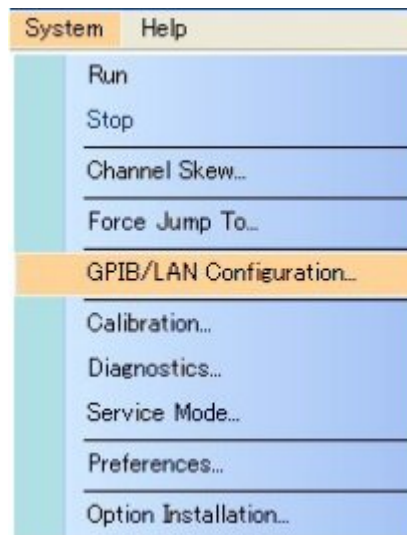 System Help
Run
Stop
Channel Skew...
Force Jump To...
GPIB/LAN Configuration...
Calibration...
Diagnostics...
Service Mode...
Preferences...
Option Installation...